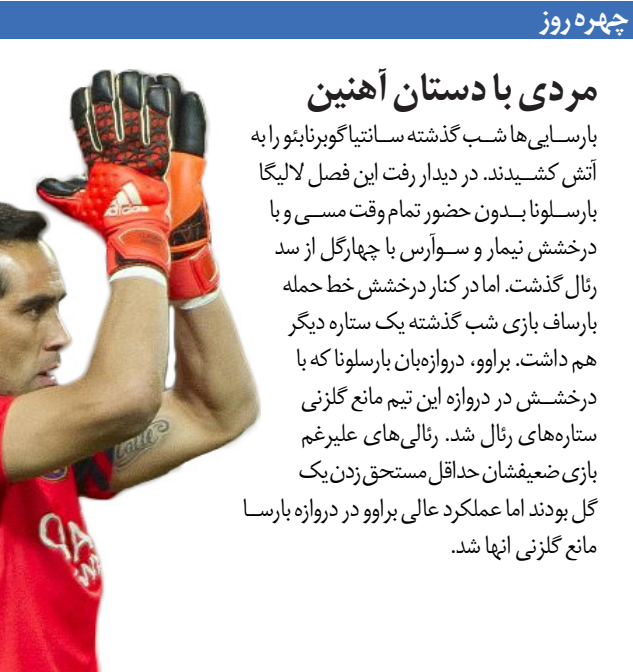 چهره روز
مردی با دستان آهنین
بارسایی‌ها شب گذشته سانتیاگوبرنابئو را به
آتش کشیدند. در دیدار رفت این فصل لالیگا
بارسلونا بدون حضور تمام وقت مسی و با
درخشش نیمار و سوآرس با چهارگل از سد
رئال گذشت. اما در کنار درخشش خط حمله
بارساف بازی شب گذشته یک ستاره دیگر
هم داشت. براوو، دروازه‌بان بارسلونا که با
درخشش در دروازه این تیم مانع گلزنی
ستاره‌های رئال شد. رئالی‌های علیرغم
بازی ضعیفشان حداقل مستحق زدن یک
گل بودند اما عملکرد عالی براوو در دروازه بارسا
مانع گلزنی انها شد.
adidas